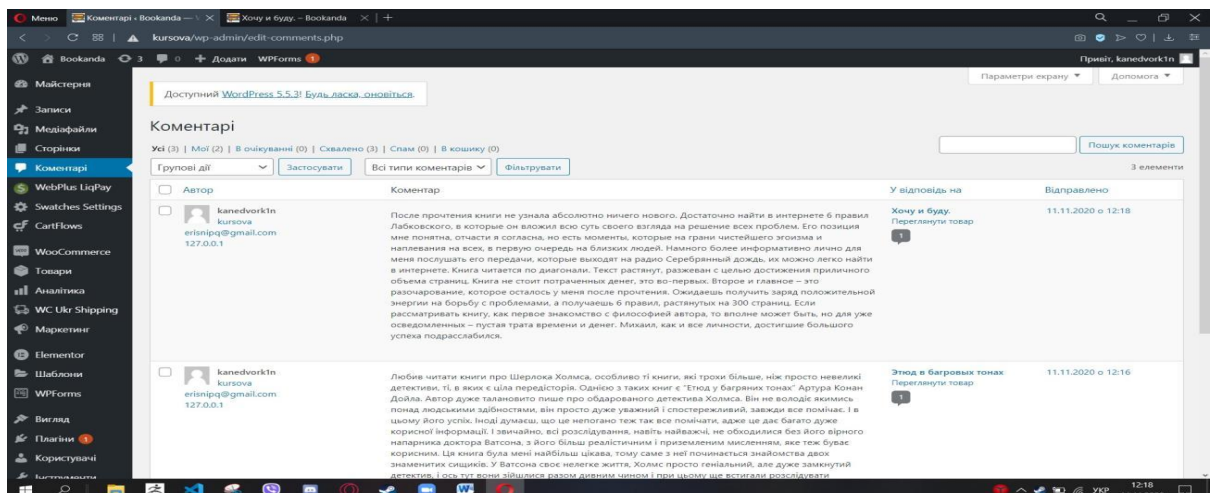 Меню
Коментарі ‹ Bookanda —
Хочу и буду. – Bookanda
kursova/wp-admin/edit-comments.php
Bookanda 3 0 + Додати WPForms 1
Привіт, kanedvork1n
Майстерня
Записи
Медіафайли
Сторінки
Коментарі
WebPlus LiqPay
Swatches Settings
CartFlows
WooCommerce
Товари
Аналітика
WC Ukr Shipping
Маркетинг
Elementor
Шаблони
WPForms
Вигляд
Плагіни 1
Користувачі
Інструменти
Параметри екрану
Допомога
Доступний WordPress 5.5.3! Будь ласка, оновіться.
Коментарі
Усі (3) | Мої (2) | В очікуванні (0) | Схвалено (3) | Спам (0) | В кошику (0)
Пошук коментарів
Групові дії Застосувати Всі типи коментарів Фільтрувати
3 елементи
Автор Коментар У відповідь на Відправлено
kanedvork1n
kursova
erisnipq@gmail.com
127.0.0.1
После прочтения книги не узнала абсолютно ничего нового. Достаточно найти в интернете 6 правил
Лабковского, в которые он вложил всю суть своего взгляда на решение всех проблем. Его позиция
мне понятна, отчасти я согласна, но есть моменты, которые на грани чистейшего эгоизма и
наплевания на всех, в первую очередь на близких людей. Намного более информативно лично для
меня послушать его передачи, которые выходят на радио Серебрянный дождь, их можно легко найти
в интернете. Книга читается по диагонали. Текст растянут, разжеван с целью достижения приличного
объема страниц. Книга не стоит потраченных денег, это во-первых. Второе и главное – это
разочарование, которое осталось у меня после прочтения. Ожидаешь получить заряд положительной
энергии на борьбу с проблемами, а получаешь 6 правил, растянутых на 300 страниц. Если
рассматривать книгу, как первое знакомство с философией автора, то вполне может быть, но для уже
осведомленных – пустая трата времени и денег. Михаил, как и все личности, достигшие большого
успеха подрасслабился.
Хочу и буду.
Переглянути товар
1
11.11.2020 о 12:18
kanedvork1n
kursova
erisnipq@gmail.com
127.0.0.1
Любив читати книги про Шерлока Холмса, особливо ті книги, які трохи більше, ніж просто невеликі
детективи, ті, в яких є ціла передісторія. Однією з таких книг є "Етюд у багряних тонах" Артура Конан
Дойла. Автор дуже талановито пише про обдарованого детектива Холмса. Він не володіє якимись
понад людськими здібностями, він просто дуже уважний і спостережливий, завжди все помічає. І в
цьому його успіх. Іноді думаєш, що це непогано теж так все помічати, адже це дає багато дуже
корисної інформації. І звичайно, всі розслідування, навіть найважчі, не обходилися без його вірного
напарника доктора Ватсона, з його більш реалістичним і приземленим мисленням, яке теж буває
корисним. Ця книга була мені найбільш цікава, тому саме з неї починається знайомства двох
знаменитих сищиків. У Ватсона своє нелегке життя, Холмс просто геніальний, але дуже замкнутий
детектив, і ось тут вони зійшлися разом дивним чином і при цьому ще встигали розслідувати
Этюд в багровых тонах
Переглянути товар
1
11.11.2020 о 12:16
УКР
12:18